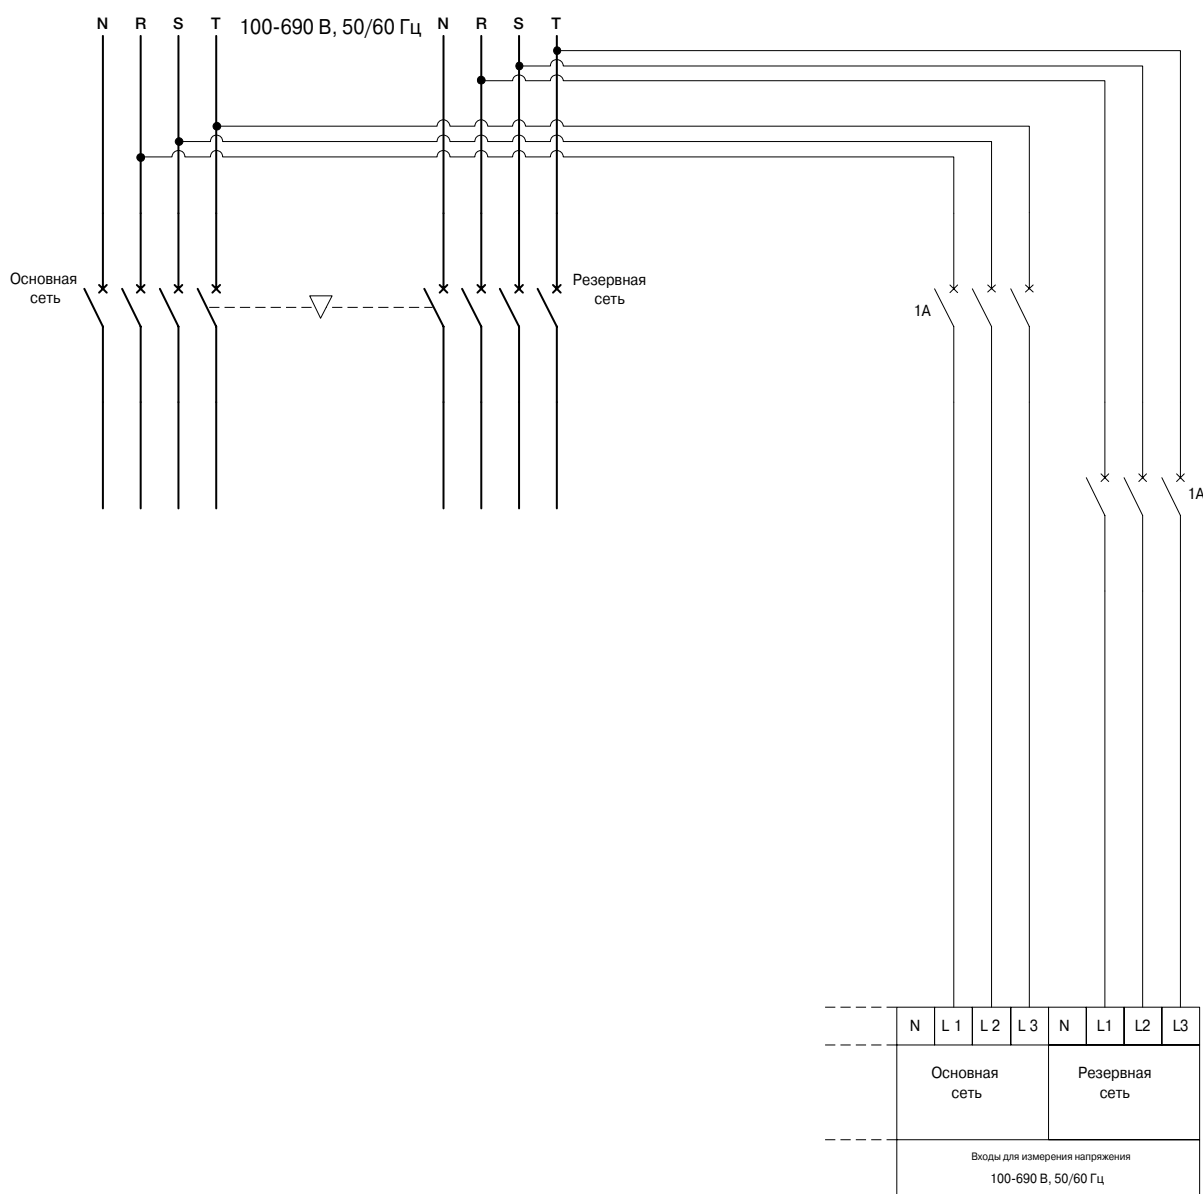 N R S T 100-690 В, 50/60 Гц N R S T
Основная
сеть
Резервная
сеть
1A
1A
N L 1 L 2 L 3 N L1 L2 L3
Основная
сеть
Резервная
сеть
Входы для измерения напряжения
100-690 В, 50/60 Гц